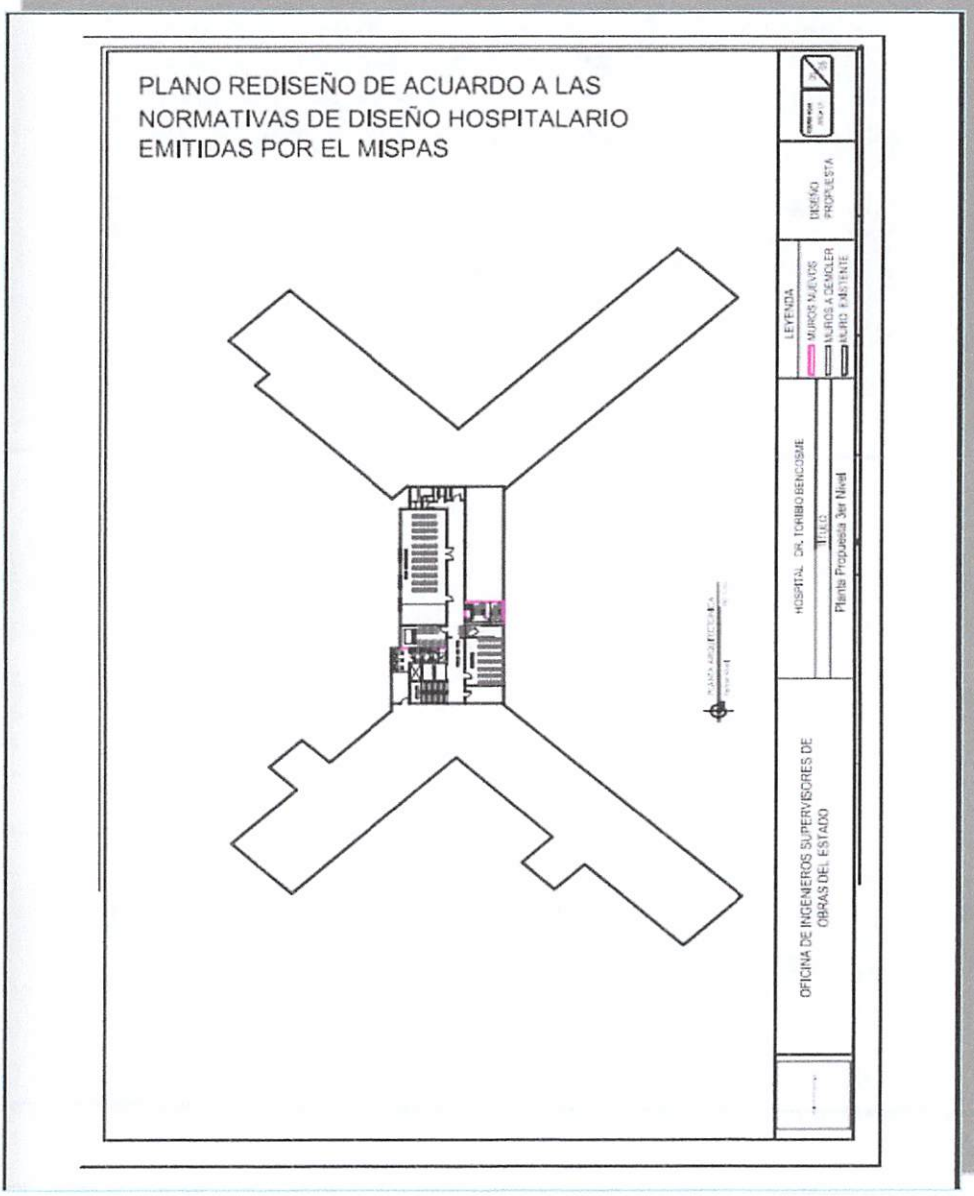 PLANO REDISEÑO DE ACUARDO A LAS
NORMATIVAS DE DISEÑO HOSPITALARIO
EMITIDAS POR EL MISPAS
OFICINA DE INGENIEROS SUPERVISORES DE
OBRAS DEL ESTADO
HOSPITAL DR. TORIBIO BENCOSME
TITULO
Planta Propuesta 3er Nivel
LEYENDA
MUROS NUEVOS
MUROS A DEMOLER
MURO EXISTENTE
DISEÑO
PROPUESTA
PLANTA ARQUITECTONICA